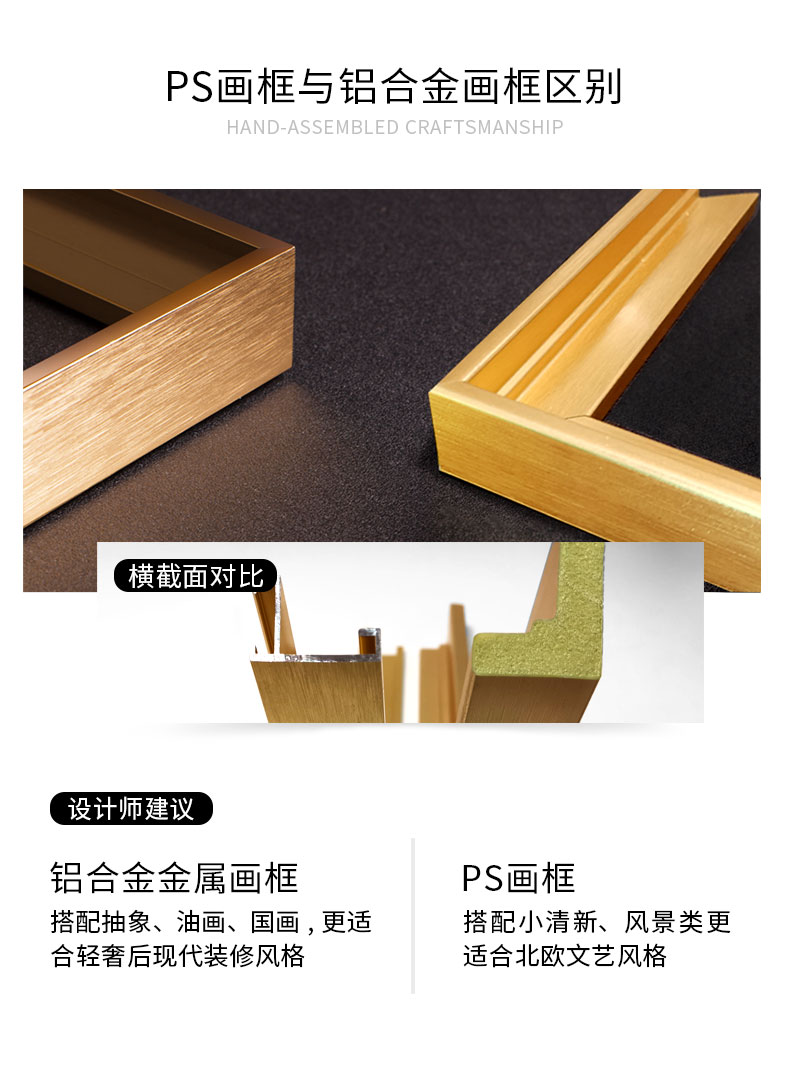 PS画框与铝合金画框区别
HAND-ASSEMBLED CRAFTSMANSHIP
横截面对比
设计师建议
铝合金金属画框
搭配抽象、油画、国画,更适
合轻奢后现代装修风格
PS画框
搭配小清新、风景类更
适合北欧文艺风格